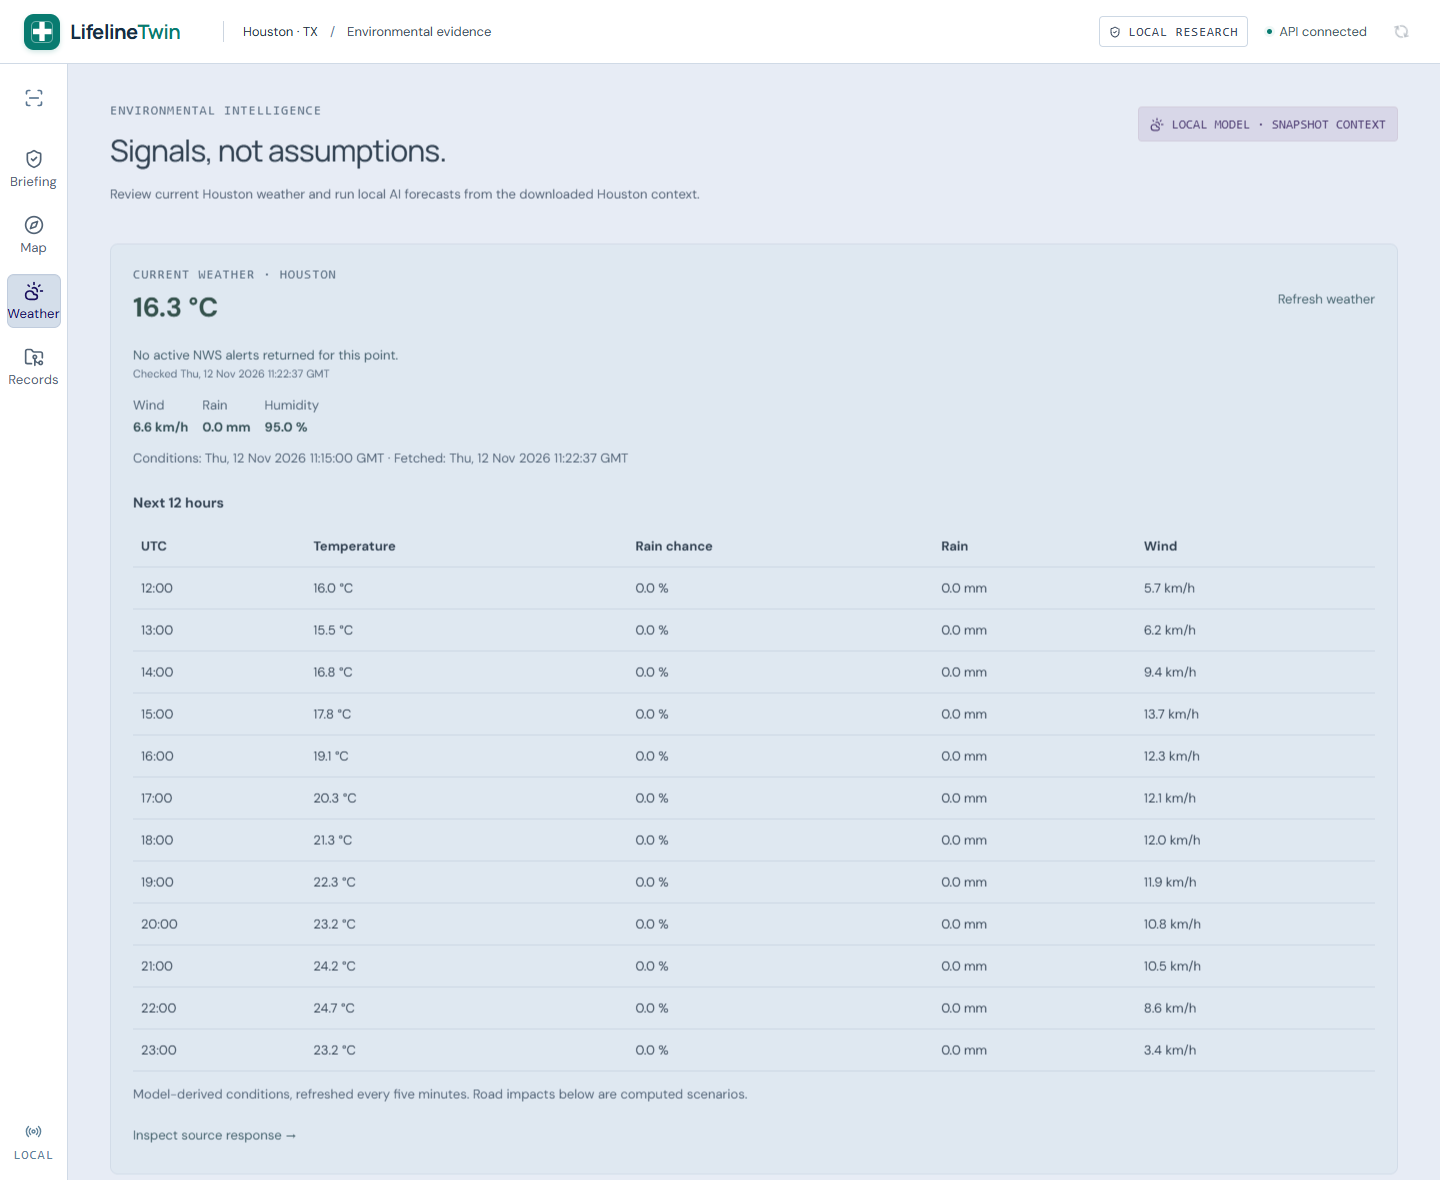 LifelineTwin
Houston · TX / Environmental evidence
LOCAL RESEARCH
API connected
Briefing
Map
Weather
Records
LOCAL
ENVIRONMENTAL INTELLIGENCE
Signals, not assumptions.
Review current Houston weather and run local AI forecasts from the downloaded Houston context.
LOCAL MODEL · SNAPSHOT CONTEXT
CURRENT WEATHER · HOUSTON
16.3 °C
Refresh weather
No active NWS alerts returned for this point.
Checked Thu, 12 Nov 2026 11:22:37 GMT
Wind Rain Humidity
6.6 km/h 0.0 mm 95.0 %
Conditions: Thu, 12 Nov 2026 11:15:00 GMT · Fetched: Thu, 12 Nov 2026 11:22:37 GMT
Next 12 hours
UTC Temperature Rain chance Rain Wind
12:00 16.0 °C 0.0 % 0.0 mm 5.7 km/h
13:00 15.5 °C 0.0 % 0.0 mm 6.2 km/h
14:00 16.8 °C 0.0 % 0.0 mm 9.4 km/h
15:00 17.8 °C 0.0 % 0.0 mm 13.7 km/h
16:00 19.1 °C 0.0 % 0.0 mm 12.3 km/h
17:00 20.3 °C 0.0 % 0.0 mm 12.1 km/h
18:00 21.3 °C 0.0 % 0.0 mm 12.0 km/h
19:00 22.3 °C 0.0 % 0.0 mm 11.9 km/h
20:00 23.2 °C 0.0 % 0.0 mm 10.8 km/h
21:00 24.2 °C 0.0 % 0.0 mm 10.5 km/h
22:00 24.7 °C 0.0 % 0.0 mm 8.6 km/h
23:00 23.2 °C 0.0 % 0.0 mm 3.4 km/h
Model-derived conditions, refreshed every five minutes. Road impacts below are computed scenarios.
Inspect source response →